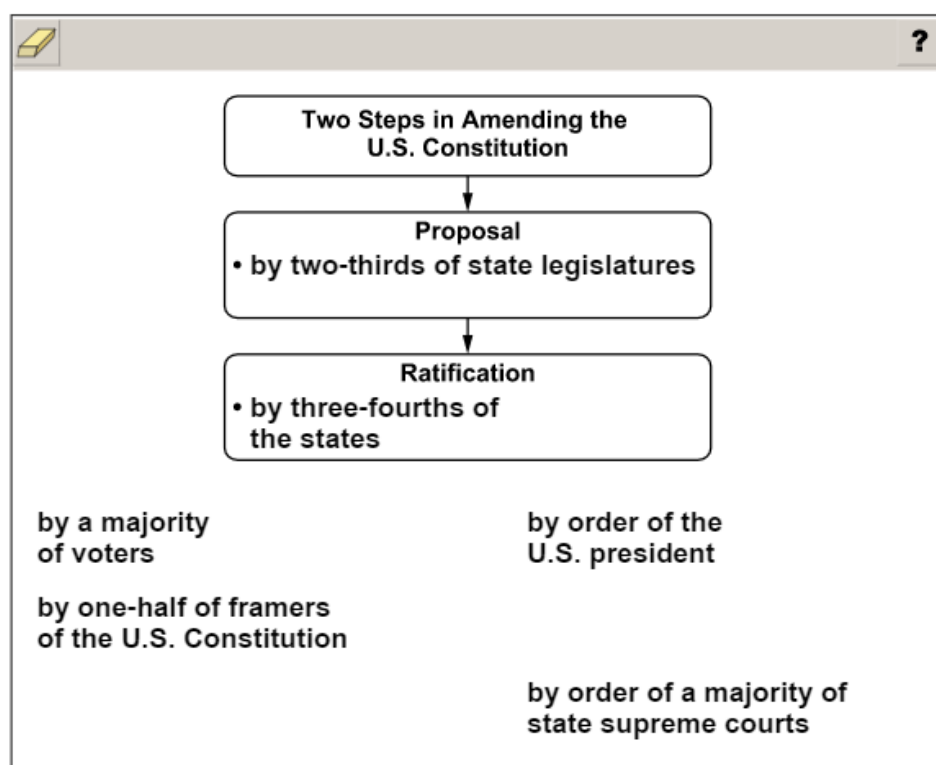 ?
Two Steps in Amending the
U.S. Constitution
Proposal
• by two-thirds of state legislatures
Ratification
• by three-fourths of
the states
by a majority
of voters
by order of the
U.S. president
by one-half of framers
of the U.S. Constitution
by order of a majority of
state supreme courts